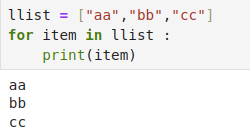 llist = ["aa","bb","cc"]
for item in llist :
    print(item)
aa
bb
cc